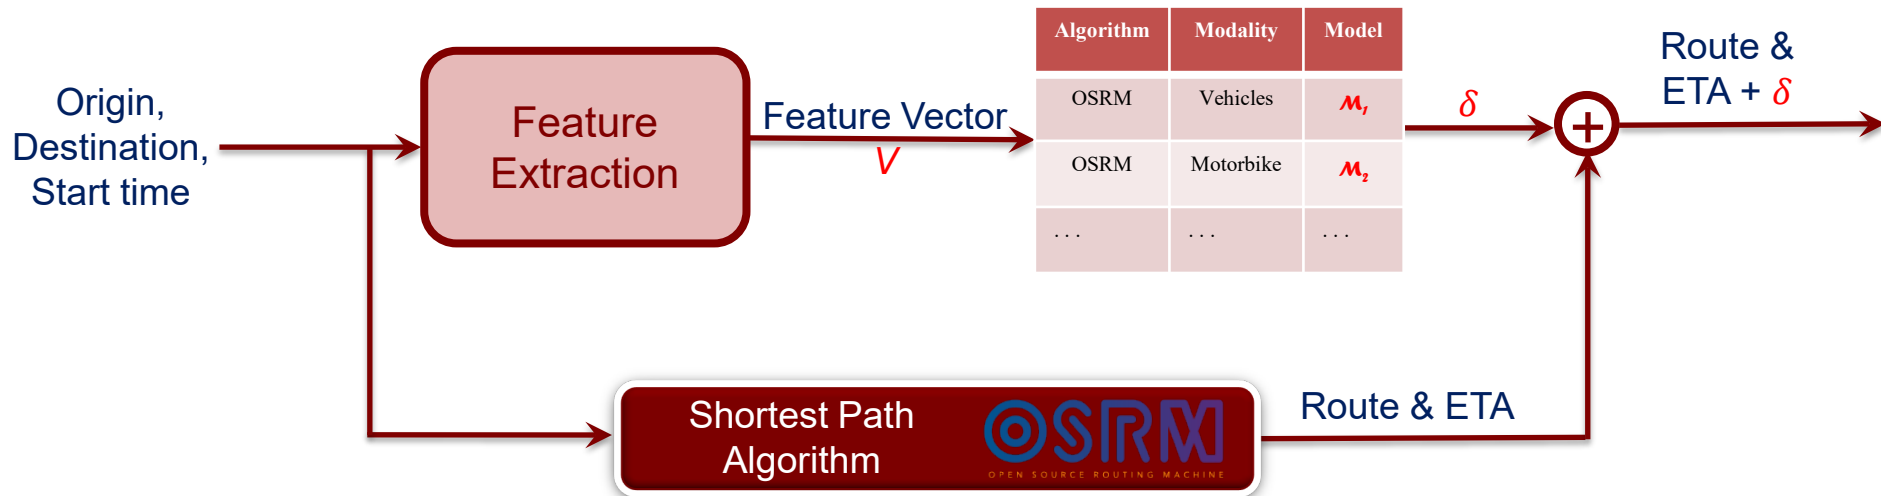 Origin,
Destination,
Start time
Feature
Extraction
Feature Vector
V
Algorithm Modality Model
OSRM Vehicles M₁
OSRM Motorbike M₂
. . . . . . . . .
δ
+
Route &
ETA + δ
Shortest Path
Algorithm
OSRM
OPEN SOURCE ROUTING MACHINE
Route & ETA